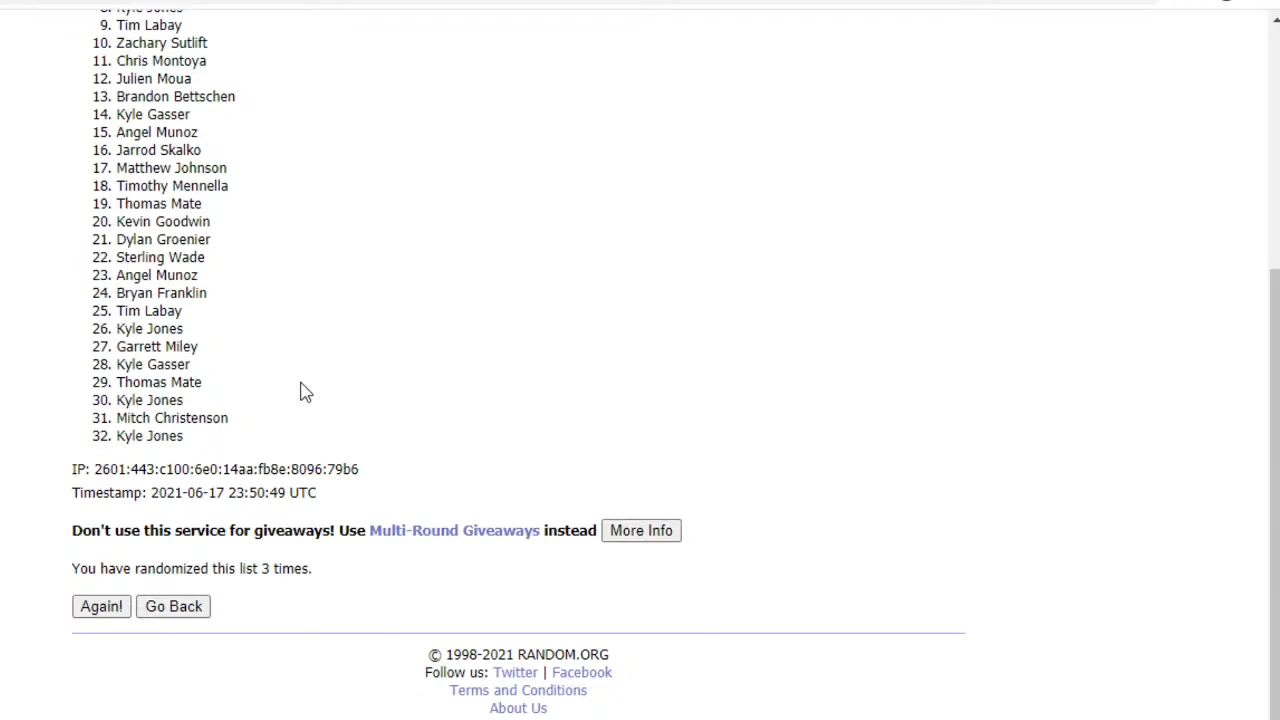 8. Kyle Jones
9. Tim Labay
10. Zachary Sutlift
11. Chris Montoya
12. Julien Moua
13. Brandon Bettschen
14. Kyle Gasser
15. Angel Munoz
16. Jarrod Skalko
17. Matthew Johnson
18. Timothy Mennella
19. Thomas Mate
20. Kevin Goodwin
21. Dylan Groenier
22. Sterling Wade
23. Angel Munoz
24. Bryan Franklin
25. Tim Labay
26. Kyle Jones
27. Garrett Miley
28. Kyle Gasser
29. Thomas Mate
30. Kyle Jones
31. Mitch Christenson
32. Kyle Jones
IP: 2601:443:c100:6e0:14aa:fb8e:8096:79b6
Timestamp: 2021-06-17 23:50:49 UTC
Don't use this service for giveaways! Use Multi-Round Giveaways instead More Info
You have randomized this list 3 times.
Again! Go Back
© 1998-2021 RANDOM.ORG
Follow us: Twitter | Facebook
Terms and Conditions
About Us